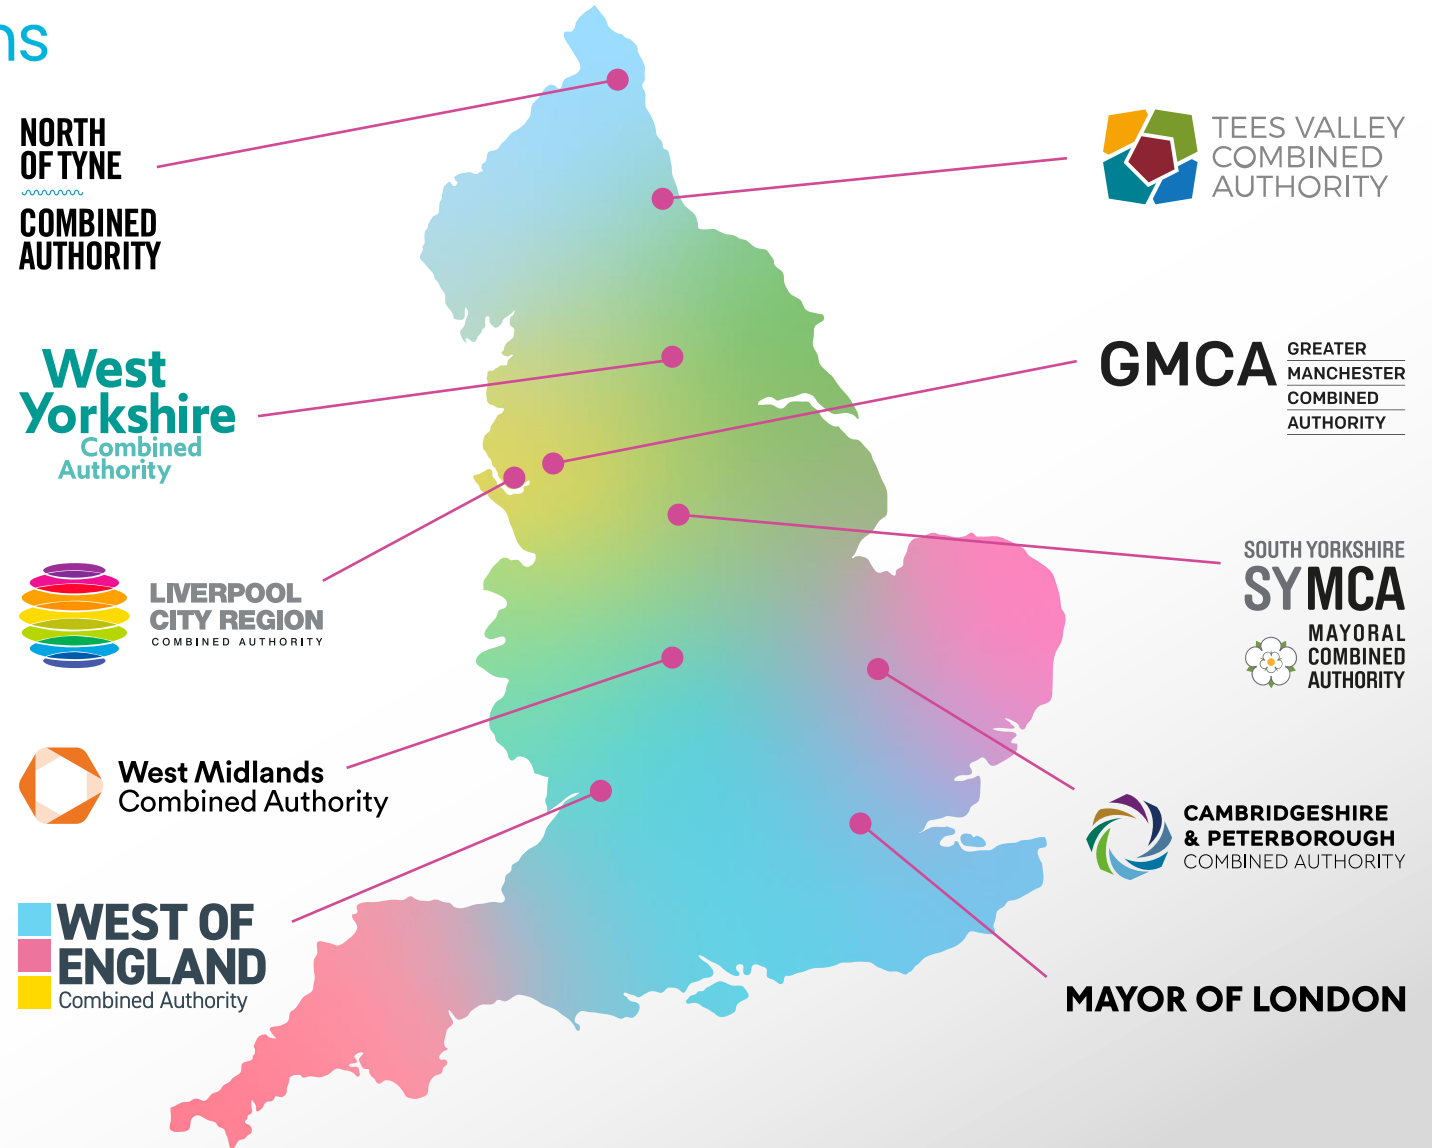 ns
NORTH
OF TYNE
COMBINED
AUTHORITY
TEES VALLEY
COMBINED
AUTHORITY
West
Yorkshire
Combined
Authority
GMCA
GREATER
MANCHESTER
COMBINED
AUTHORITY
LIVERPOOL
CITY REGION
COMBINED AUTHORITY
SOUTH YORKSHIRE
SYMCA
MAYORAL
COMBINED
AUTHORITY
West Midlands
Combined Authority
CAMBRIDGESHIRE
& PETERBOROUGH
COMBINED AUTHORITY
WEST OF
ENGLAND
Combined Authority
MAYOR OF LONDON